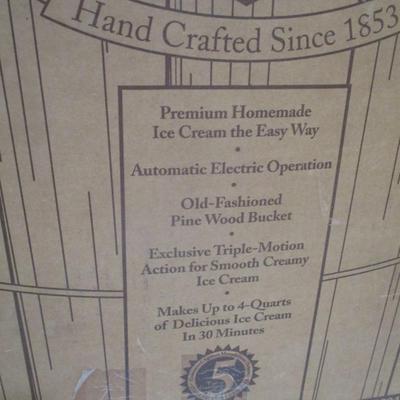 Hand Crafted Since 1853
Premium Homemade
Ice Cream the Easy Way
•
Automatic Electric Operation
•
Old-Fashioned
Pine Wood Bucket
•
Exclusive Triple-Motion
Action for Smooth Creamy
Ice Cream
•
Makes Up to 4-Quarts
of Delicious Ice Cream
In 30 Minutes
5